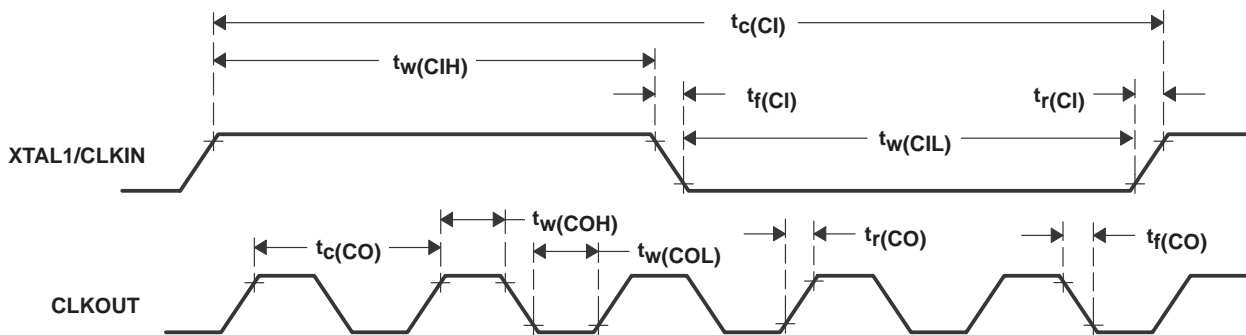 tc(CI)
tw(CIH)
tf(CI)
tr(CI)
tw(CIL)
XTAL1/CLKIN
tw(COH)
tc(CO)
tw(COL)
tr(CO)
tf(CO)
CLKOUT